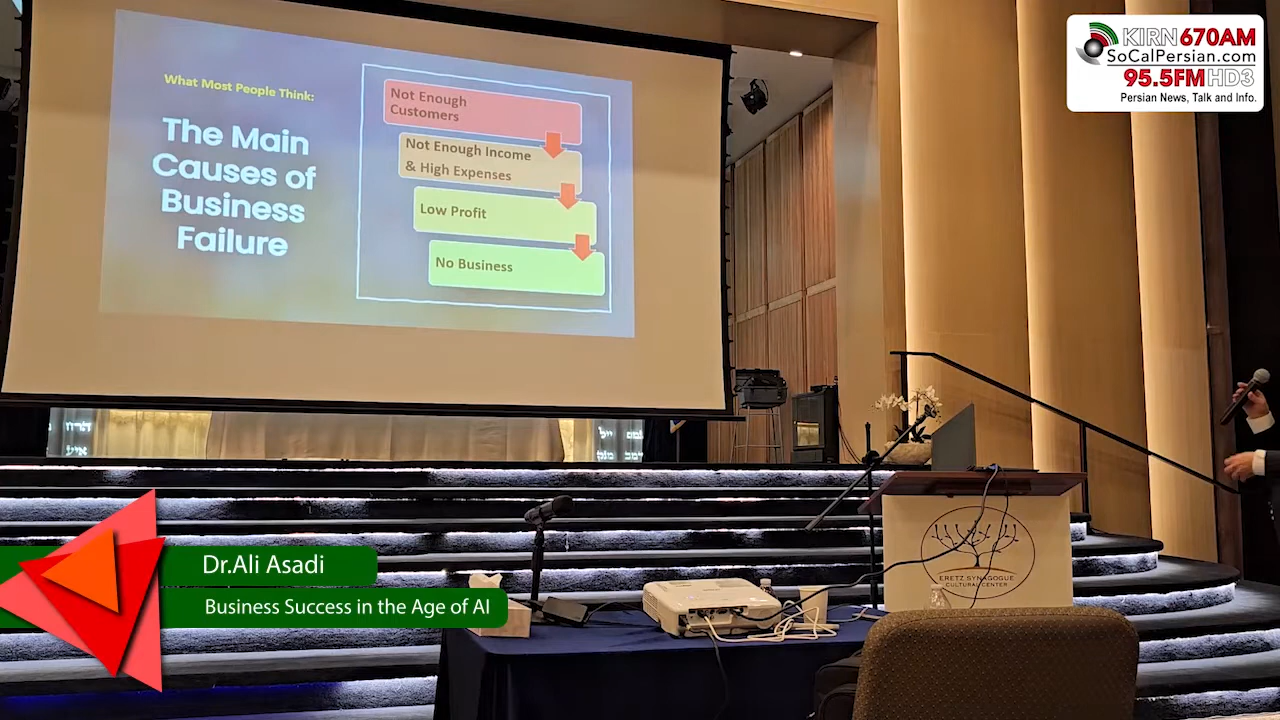 What Most People Think:
The Main
Causes of
Business
Failure
Not Enough
Customers
Not Enough Income
& High Expenses
Low Profit
No Business
KIRN 670AM
SoCalPersian.com
95.5FM HD3
Persian News, Talk and Info.
Dr.Ali Asadi
Business Success in the Age of AI
ERETZ SYNAGOGUE
CULTURAL CENTER